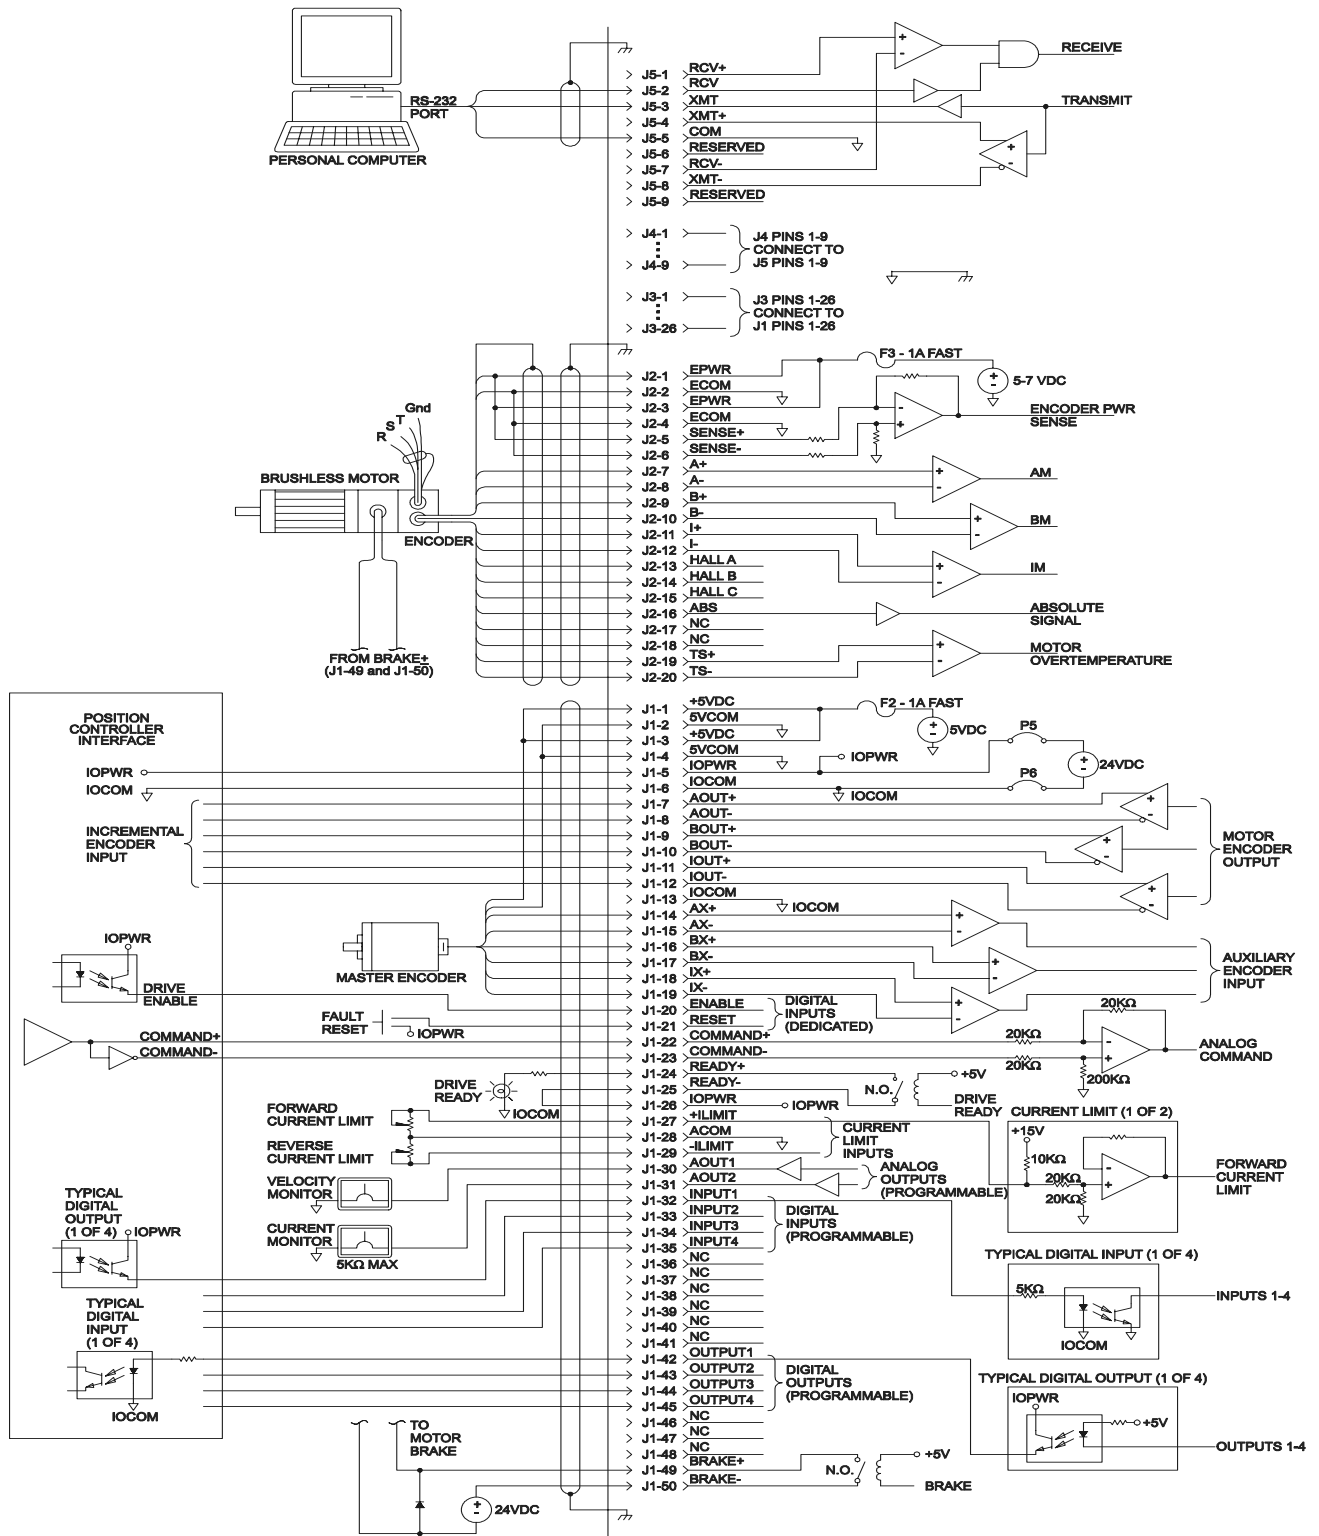 RS-232
PORT
PERSONAL COMPUTER
J5-1 RCV+
J5-2 RCV
J5-3 XMT
J5-4 XMT+
J5-5 COM
J5-6 RESERVED
J5-7 RCV-
J5-8 XMT-
J5-9 RESERVED
RECEIVE
TRANSMIT
+
-
+
-
J4-1
J4-9
J4 PINS 1-9
CONNECT TO
J5 PINS 1-9
J3-1
J3-26
J3 PINS 1-26
CONNECT TO
J1 PINS 1-26
R
S
T
Gnd
BRUSHLESS MOTOR
ENCODER
FROM BRAKE±
(J1-49 and J1-50)
J2-1 EPWR
J2-2 ECOM
J2-3 EPWR
J2-4 ECOM
J2-5 SENSE+
J2-6 SENSE-
J2-7 A+
J2-8 A-
J2-9 B+
J2-10 B-
J2-11 I+
J2-12 I-
J2-13 HALL A
J2-14 HALL B
J2-15 HALL C
J2-16 ABS
J2-17 NC
J2-18 NC
J2-19 TS+
J2-20 TS-
F3 - 1A FAST
+
-
5-7 VDC
-
+
ENCODER PWR
SENSE
+
-
AM
+
-
BM
+
-
IM
ABSOLUTE
SIGNAL
+
-
MOTOR
OVERTEMPERATURE
POSITION
CONTROLLER
INTERFACE
IOPWR
IOCOM
INCREMENTAL
ENCODER
INPUT
IOPWR
DRIVE
ENABLE
COMMAND+
COMMAND-
TYPICAL
DIGITAL
OUTPUT
(1 OF 4)
IOPWR
TYPICAL
DIGITAL
INPUT
(1 OF 4)
IOCOM
MASTER ENCODER
FAULT
RESET
IOPWR
DRIVE
READY
IOCOM
FORWARD
CURRENT LIMIT
REVERSE
CURRENT LIMIT
VELOCITY
MONITOR
CURRENT
MONITOR
5KΩ MAX
TO
MOTOR
BRAKE
+
-
24VDC
J1-1 +5VDC
J1-2 5VCOM
J1-3 +5VDC
J1-4 5VCOM
J1-5 IOPWR
J1-6 IOCOM
J1-7 AOUT+
J1-8 AOUT-
J1-9 BOUT+
J1-10 BOUT-
J1-11 IOUT+
J1-12 IOUT-
J1-13 IOCOM
J1-14 AX+
J1-15 AX-
J1-16 BX+
J1-17 BX-
J1-18 IX+
J1-19 IX-
J1-20 ENABLE
J1-21 RESET
J1-22 COMMAND+
J1-23 COMMAND-
J1-24 READY+
J1-25 READY-
J1-26 IOPWR
J1-27 +ILIMIT
J1-28 ACOM
J1-29 -ILIMIT
J1-30 AOUT1
J1-31 AOUT2
J1-32 INPUT1
J1-33 INPUT2
J1-34 INPUT3
J1-35 INPUT4
J1-36 NC
J1-37 NC
J1-38 NC
J1-39 NC
J1-40 NC
J1-41 NC
J1-42 OUTPUT1
J1-43 OUTPUT2
J1-44 OUTPUT3
J1-45 OUTPUT4
J1-46 NC
J1-47 NC
J1-48 NC
J1-49 BRAKE+
J1-50 BRAKE-
F2 - 1A FAST
+
-
5VDC
IOPWR
P5
+
-
24VDC
P6
IOCOM
+
-
+
-
+
-
MOTOR
ENCODER
OUTPUT
IOCOM
+
-
+
-
+
-
AUXILIARY
ENCODER
INPUT
DIGITAL
INPUTS
(DEDICATED)
20KΩ
20KΩ
20KΩ
200KΩ
-
+
ANALOG
COMMAND
N.O.
+5V
DRIVE
READY
IOPWR
CURRENT
LIMIT
INPUTS
ANALOG
OUTPUTS
(PROGRAMMABLE)
CURRENT LIMIT (1 OF 2)
+15V
10KΩ
20KΩ
20KΩ
-
+
FORWARD
CURRENT
LIMIT
DIGITAL
INPUTS
(PROGRAMMABLE)
TYPICAL DIGITAL INPUT (1 OF 4)
5KΩ
IOCOM
INPUTS 1-4
DIGITAL
OUTPUTS
(PROGRAMMABLE)
TYPICAL DIGITAL OUTPUT (1 OF 4)
IOPWR
+5V
OUTPUTS 1-4
N.O.
+5V
BRAKE